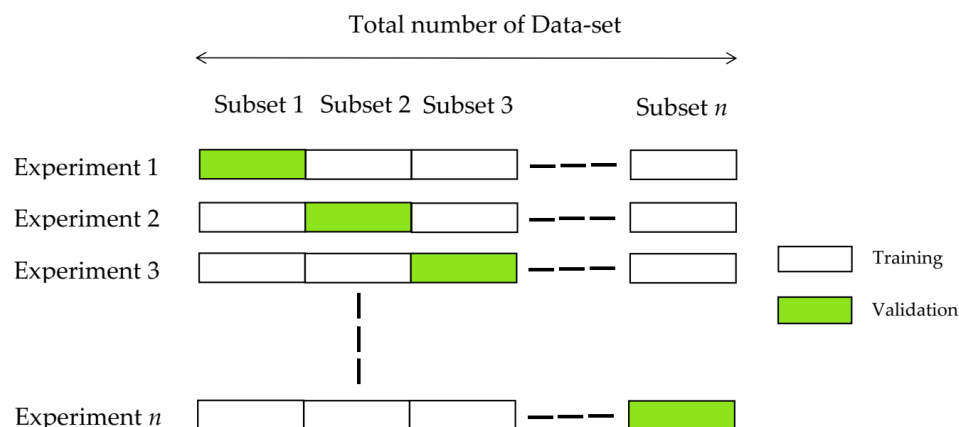 Total number of Data-set
Subset 1 Subset 2 Subset 3 Subset n
Experiment 1
Experiment 2
Experiment 3
Training
Validation
Experiment n